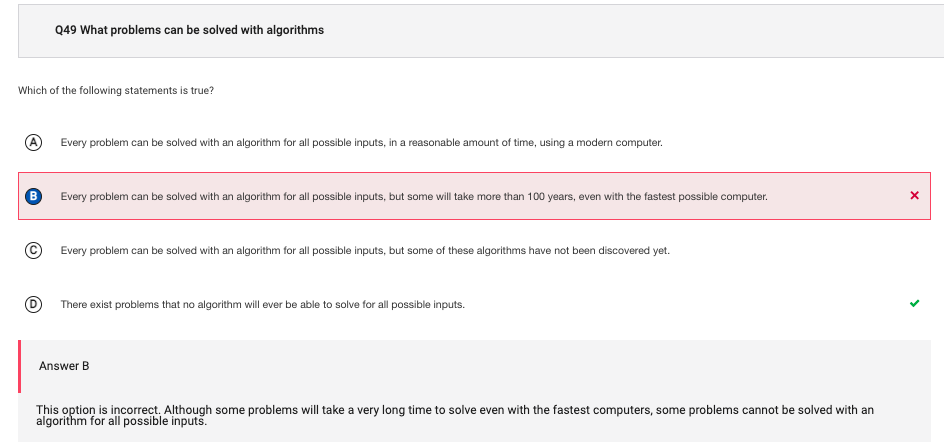 Q49 What problems can be solved with algorithms
Which of the following statements is true?
A Every problem can be solved with an algorithm for all possible inputs, in a reasonable amount of time, using a modern computer.
B Every problem can be solved with an algorithm for all possible inputs, but some will take more than 100 years, even with the fastest possible computer.
C Every problem can be solved with an algorithm for all possible inputs, but some of these algorithms have not been discovered yet.
D There exist problems that no algorithm will ever be able to solve for all possible inputs.
Answer B
This option is incorrect. Although some problems will take a very long time to solve even with the fastest computers, some problems cannot be solved with an
algorithm for all possible inputs.